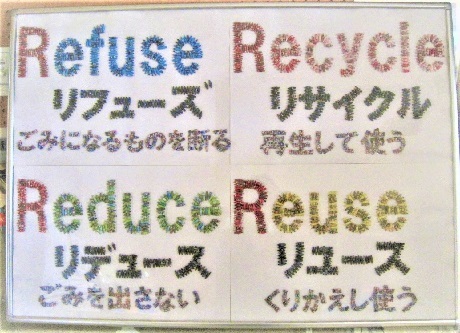 Refuse
リフューズ
ごみになるものを断る
Recycle
リサイクル
再生して使う
Reduce
リデュース
ごみを出さない
Reuse
リユース
くりかえし使う